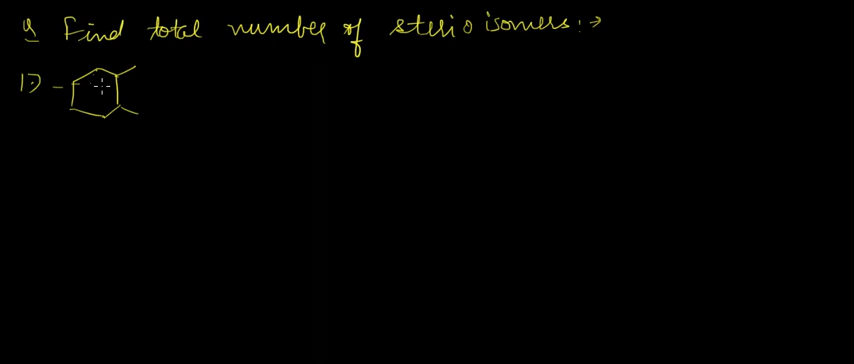 Q Find total number of sterio isomers :→
1)